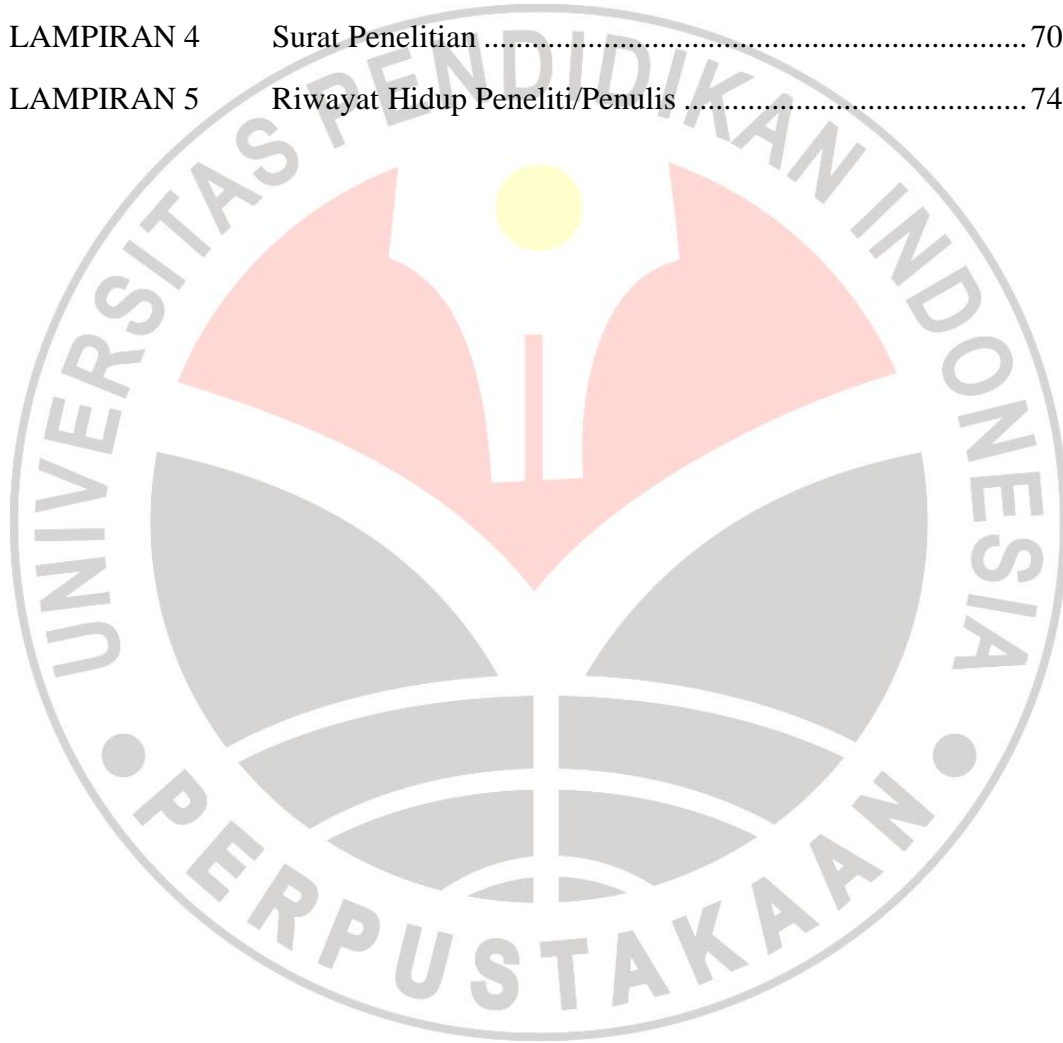 LAMPIRAN 4 Surat Penelitian ..................................................................... 70
LAMPIRAN 5 Riwayat Hidup Peneliti/Penulis ........................................... 74
UNIVERSITAS PENDIDIKAN INDONESIA
PERPUSTAKAAN